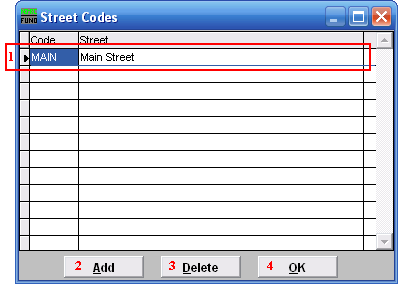 FUND Street Codes
Code Street
1 MAIN Main Street
2 Add 3 Delete 4 OK